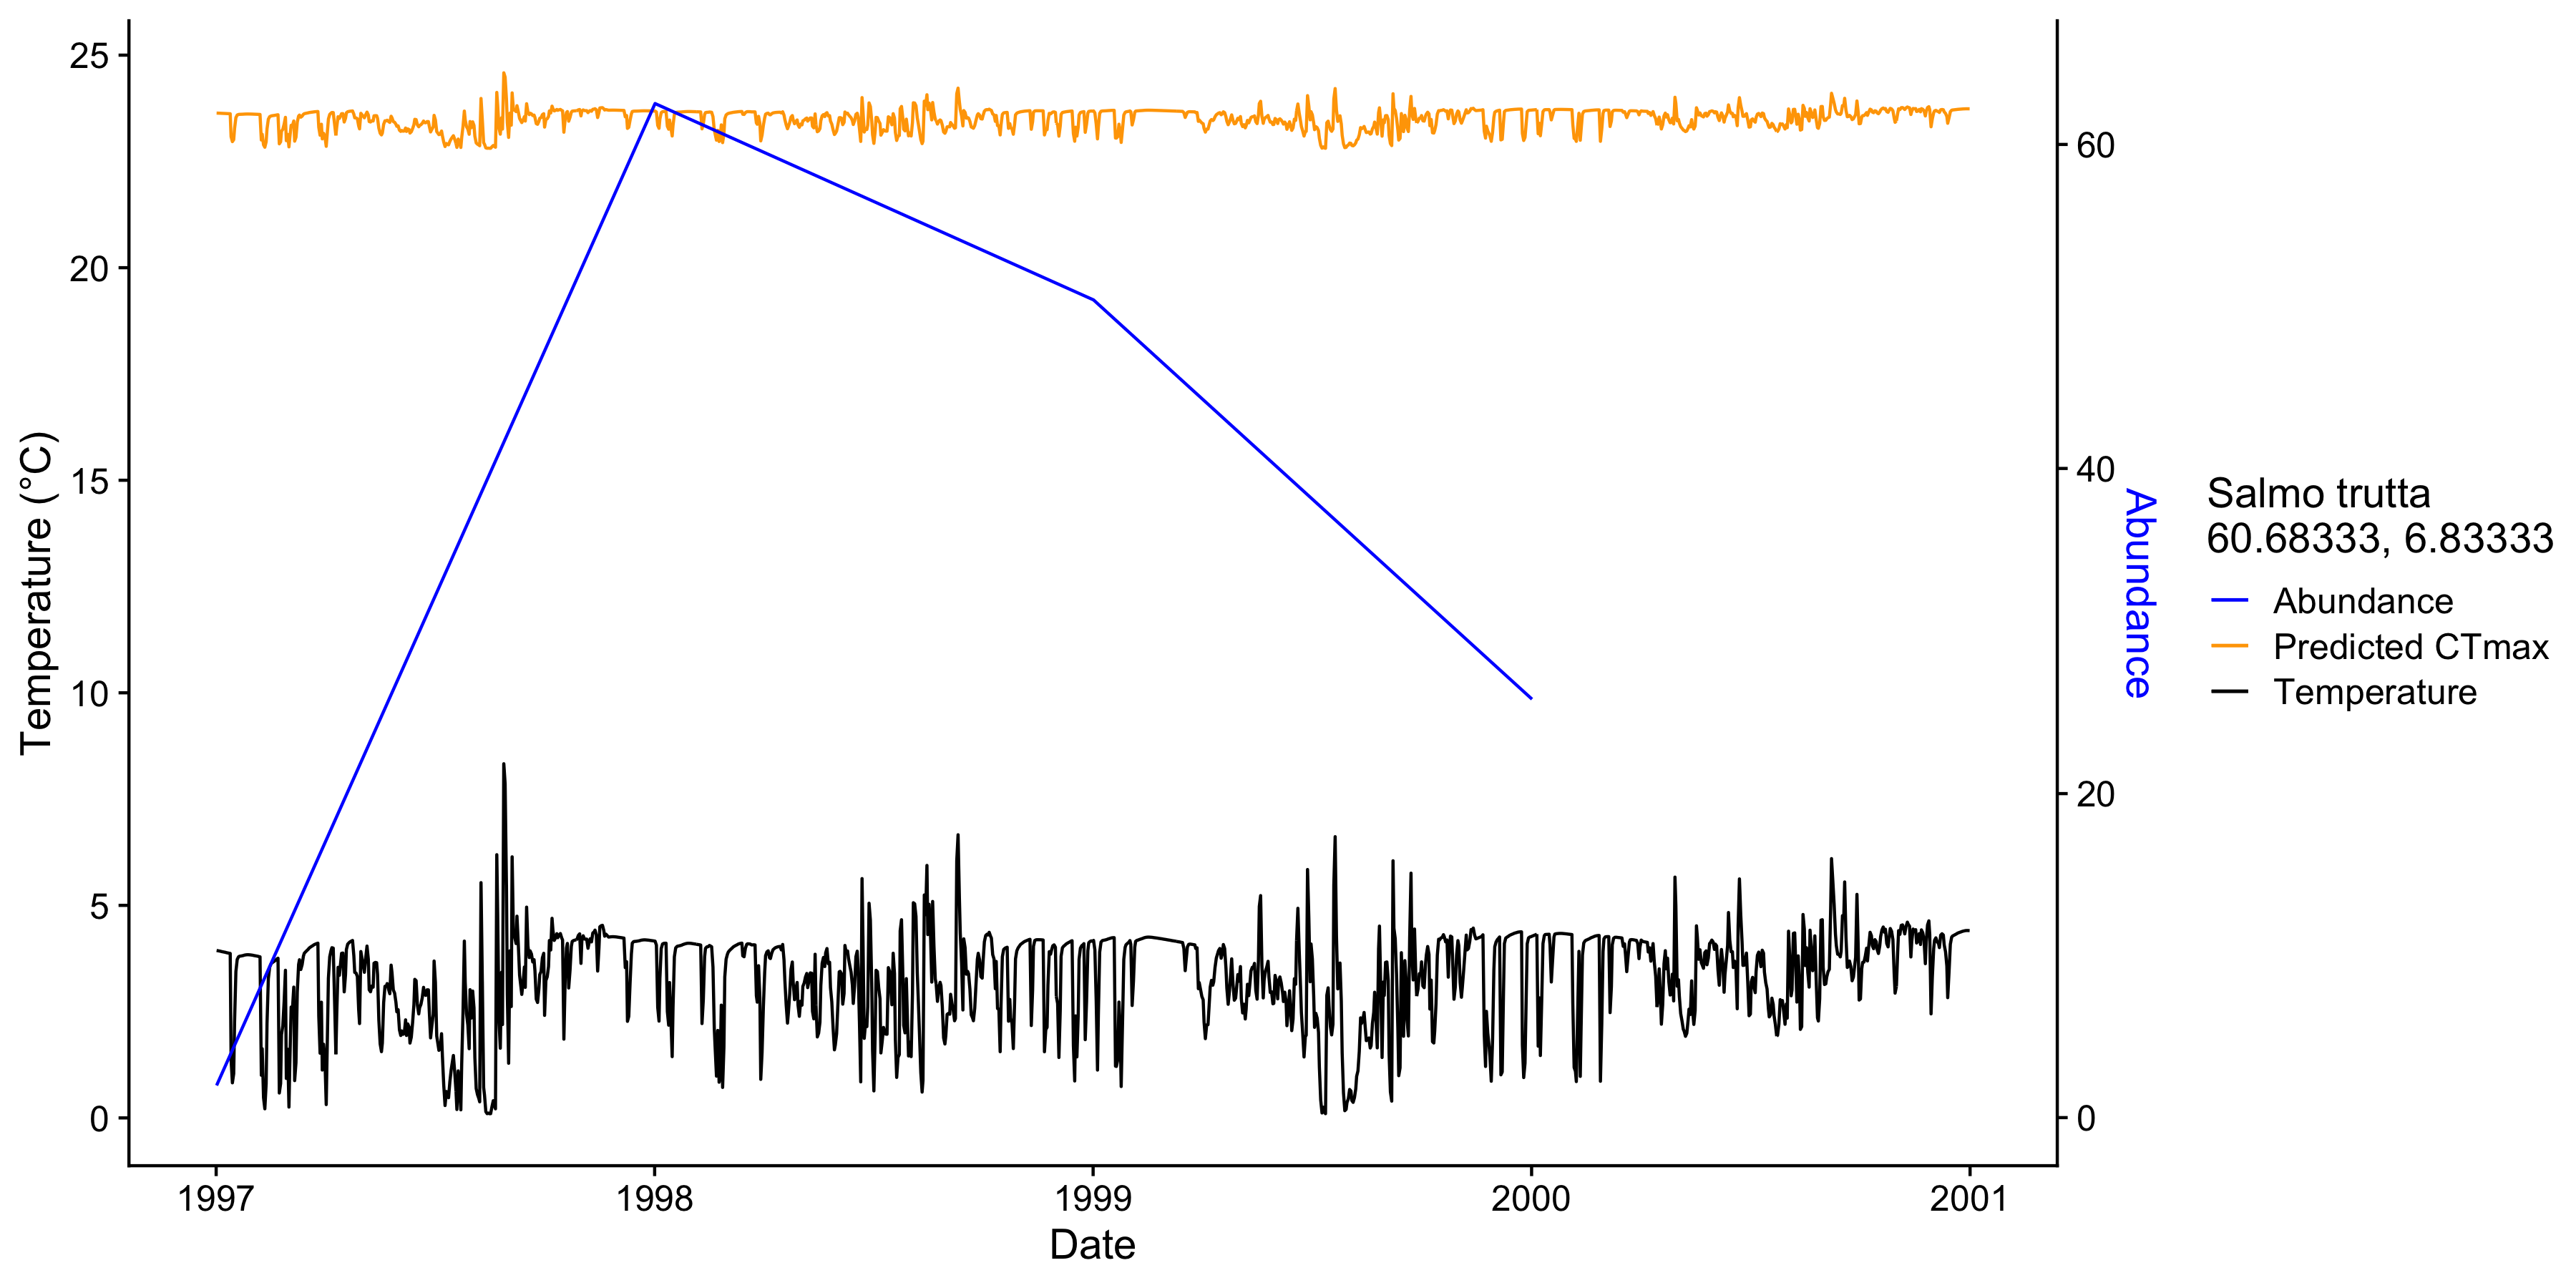 25
20
15
10
5
0
Temperature (°C)
1997
1998
1999
2000
2001
Date
60
40
20
0
Abundance
Salmo trutta
60.68333, 6.83333
Abundance
Predicted CTmax
Temperature